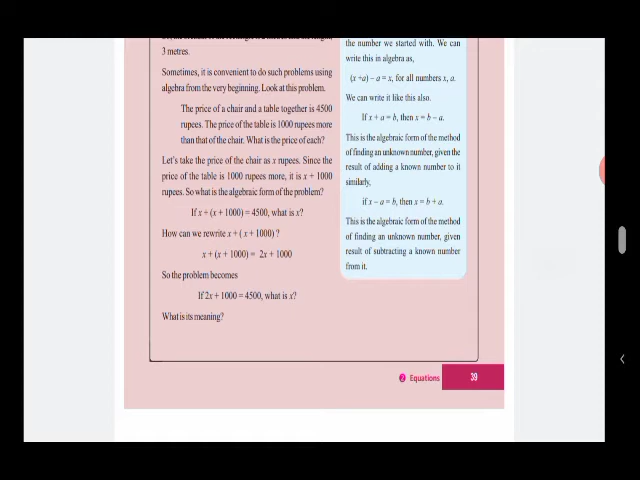 3 metres.
Sometimes, it is convenient to do such problems using
algebra from the very beginning. Look at this problem.
The price of a chair and a table together is 4500
rupees. The price of the table is 1000 rupees more
than that of the chair. What is the price of each?
Let's take the price of the chair as x rupees. Since the
price of the table is 1000 rupees more, it is x + 1000
rupees. So what is the algebraic form of the problem?
If x + (x + 1000) = 4500, what is x?
How can we rewrite x + ( x + 1000) ?
x + (x + 1000) = 2x + 1000
So the problem becomes
If 2x + 1000 = 4500, what is x?
What is its meaning?
the number we started with. We can
write this in algebra as,
(x +a) – a = x, for all numbers x, a.
We can write it like this also.
If x + a = b, then x = b – a.
This is the algebraic form of the method
of finding an unknown number, given the
result of adding a known number to it
similarly,
if x – a = b, then x = b + a.
This is the algebraic form of the method
of finding an unknown number, given
result of subtracting a known number
from it.
2 Equations 39